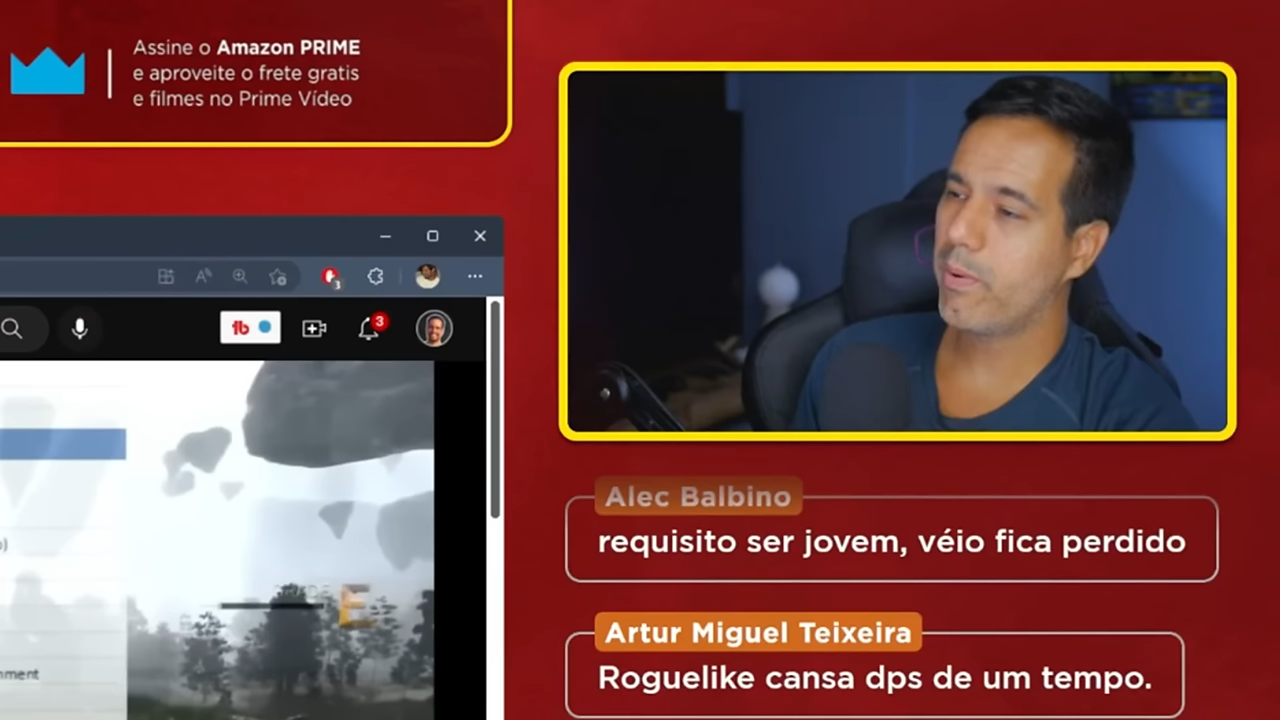 Assine o Amazon PRIME
e aproveite o frete gratis
e filmes no Prime Vídeo
3
3
Alec Balbino
requisito ser jovem, véio fica perdido
Artur Miguel Teixeira
Roguelike cansa dps de um tempo.